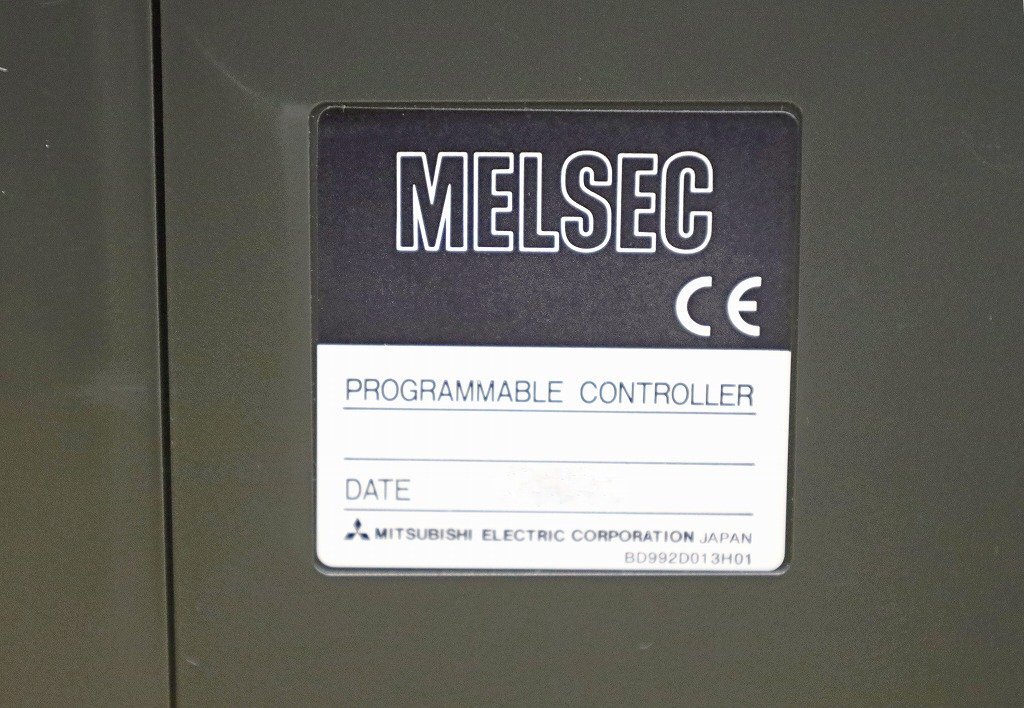 MELSEC
CE
PROGRAMMABLE CONTROLLER
DATE
MITSUBISHI ELECTRIC CORPORATION JAPAN
BD992D013H01